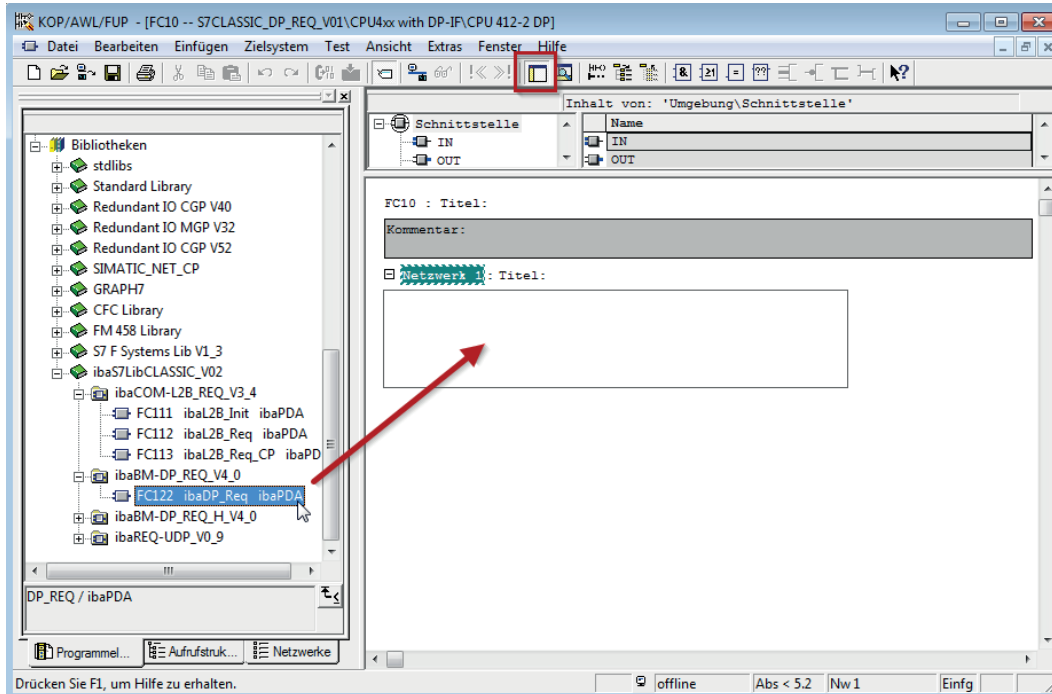 KOP/AWL/FUP - [FC10 -- S7CLASSIC_DP_REQ_V01\CPU4xx with DP-IF\CPU 412-2 DP]
Datei Bearbeiten Einfügen Zielsystem Test Ansicht Extras Fenster Hilfe
Inhalt von: 'Umgebung\Schnittstelle'
Schnittstelle
IN
OUT
Name
IN
OUT
Bibliotheken
stdlibs
Standard Library
Redundant IO CGP V40
Redundant IO MGP V32
Redundant IO CGP V52
SIMATIC_NET_CP
GRAPH7
CFC Library
FM 458 Library
S7 F Systems Lib V1_3
ibaS7LibCLASSIC_V02
ibaCOM-L2B_REQ_V3_4
FC111 ibaL2B_Init ibaPDA
FC112 ibaL2B_Req ibaPDA
FC113 ibaL2B_Req_CP ibaPD
ibaBM-DP_REQ_V4_0
FC122 ibaDP_Req ibaPDA
ibaBM-DP_REQ_H_V4_0
ibaREQ-UDP_V0_9
DP_REQ / ibaPDA
Programmel... Aufrufstruk... Netzwerke
FC10 : Titel:
Kommentar:
Netzwerk 1: Titel:
Drücken Sie F1, um Hilfe zu erhalten.
offline Abs < 5.2 Nw 1 Einfg